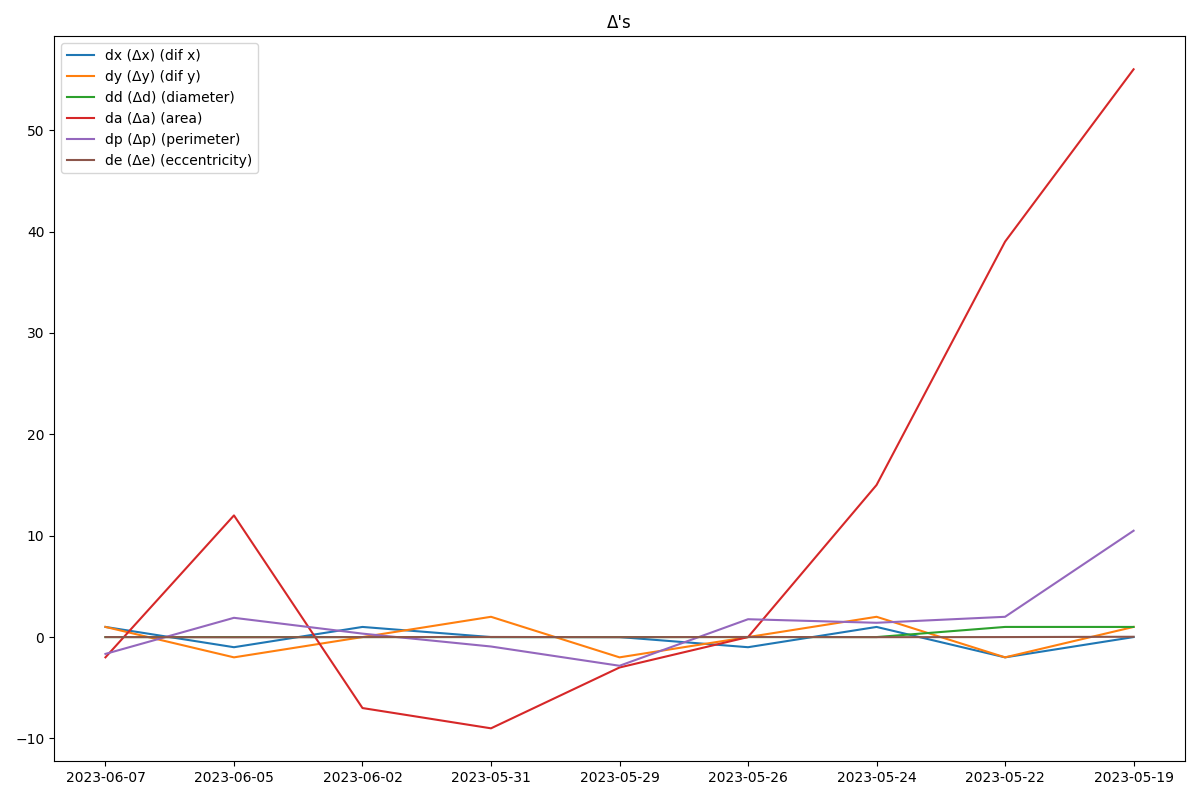 Δ's
dx (Δx) (dif x)
dy (Δy) (dif y)
dd (Δd) (diameter)
da (Δa) (area)
dp (Δp) (perimeter)
de (Δe) (eccentricity)
50
40
30
20
10
0
−10
2023-06-07 2023-06-05 2023-06-02 2023-05-31 2023-05-29 2023-05-26 2023-05-24 2023-05-22 2023-05-19